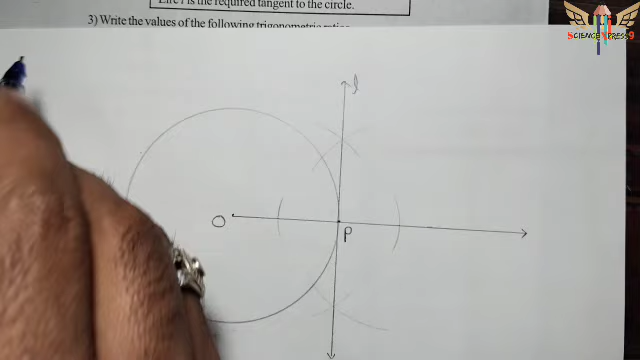 Line l is the required tangent to the circle.
3) Write the values of the following trigonometric ratios
SCIENCE XPRESS 9
l
O
P